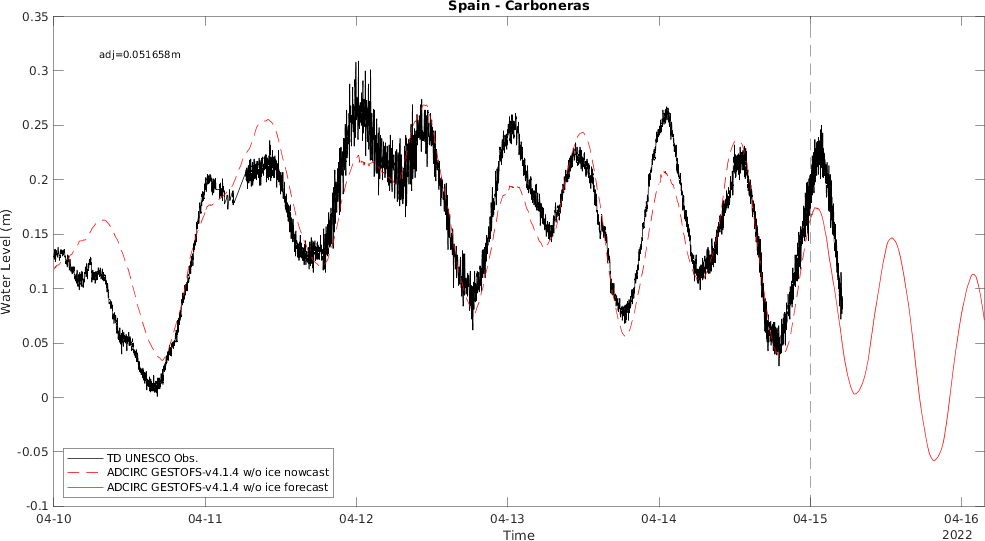 Spain - Carboneras
adj=0.051658m
0.35
0.3
0.25
0.2
0.15
0.1
0.05
0
-0.05
-0.1
Water Level (m)
TD UNESCO Obs.
ADCIRC GESTOFS-v4.1.4 w/o ice nowcast
ADCIRC GESTOFS-v4.1.4 w/o ice forecast
04-10 04-11 04-12 04-13 04-14 04-15 04-16
Time 2022